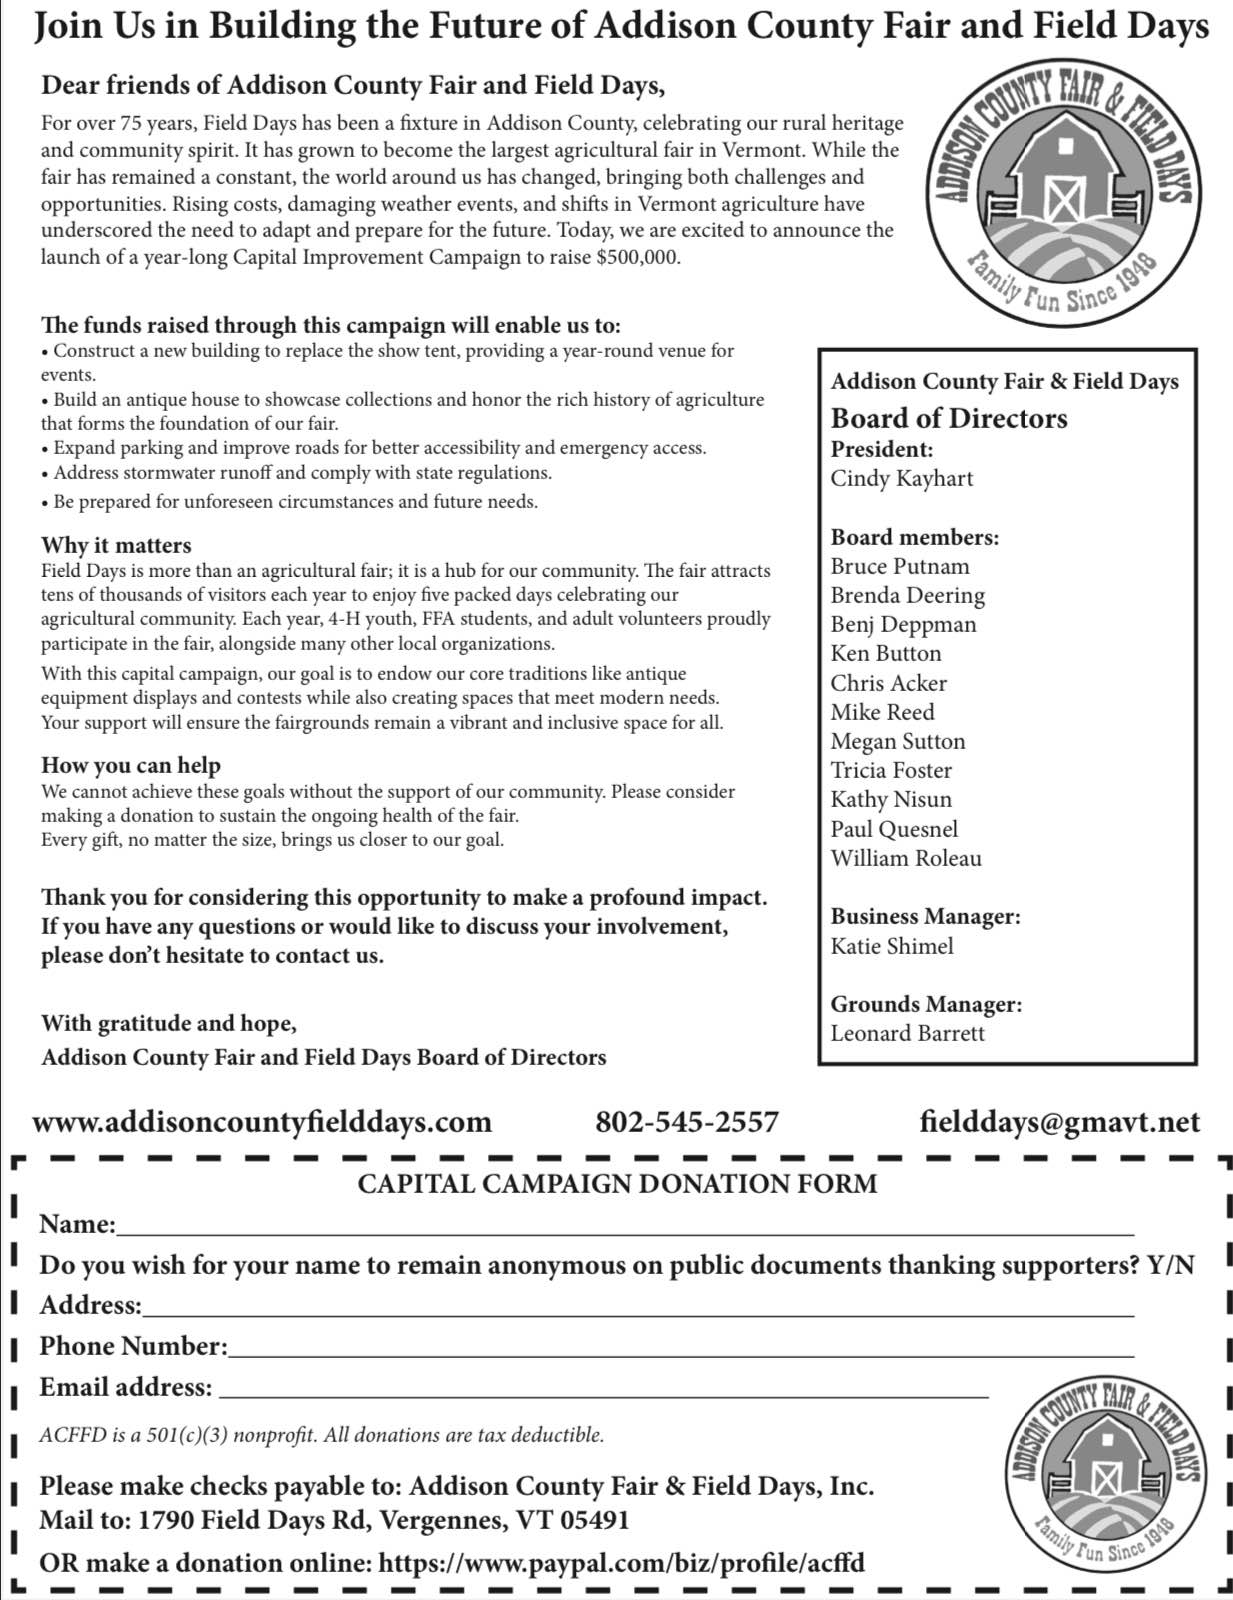 Join Us in Building the Future of Addison County Fair and Field Days
Dear friends of Addison County Fair and Field Days,
For over 75 years, Field Days has been a fixture in Addison County, celebrating our rural heritage
and community spirit. It has grown to become the largest agricultural fair in Vermont. While the
fair has remained a constant, the world around us has changed, bringing both challenges and
opportunities. Rising costs, damaging weather events, and shifts in Vermont agriculture have
underscored the need to adapt and prepare for the future. Today, we are excited to announce the
launch of a year-long Capital Improvement Campaign to raise $500,000.
ADDISON COUNTY FAIR & FIELD DAYS
Family Fun Since 1948
The funds raised through this campaign will enable us to:
• Construct a new building to replace the show tent, providing a year-round venue for
events.
• Build an antique house to showcase collections and honor the rich history of agriculture
that forms the foundation of our fair.
• Expand parking and improve roads for better accessibility and emergency access.
• Address stormwater runoff and comply with state regulations.
• Be prepared for unforeseen circumstances and future needs.
Why it matters
Field Days is more than an agricultural fair; it is a hub for our community. The fair attracts
tens of thousands of visitors each year to enjoy five packed days celebrating our
agricultural community. Each year, 4-H youth, FFA students, and adult volunteers proudly
participate in the fair, alongside many other local organizations.
With this capital campaign, our goal is to endow our core traditions like antique
equipment displays and contests while also creating spaces that meet modern needs.
Your support will ensure the fairgrounds remain a vibrant and inclusive space for all.
How you can help
We cannot achieve these goals without the support of our community. Please consider
making a donation to sustain the ongoing health of the fair.
Every gift, no matter the size, brings us closer to our goal.
Thank you for considering this opportunity to make a profound impact.
If you have any questions or would like to discuss your involvement,
please don't hesitate to contact us.
With gratitude and hope,
Addison County Fair and Field Days Board of Directors
Addison County Fair & Field Days
Board of Directors
President:
Cindy Kayhart
Board members:
Bruce Putnam
Brenda Deering
Benj Deppman
Ken Button
Chris Acker
Mike Reed
Megan Sutton
Tricia Foster
Kathy Nisun
Paul Quesnel
William Roleau
Business Manager:
Katie Shimel
Grounds Manager:
Leonard Barrett
www.addisoncountyfielddays.com 802-545-2557 fielddays@gmavt.net
CAPITAL CAMPAIGN DONATION FORM
Name:
Do you wish for your name to remain anonymous on public documents thanking supporters? Y/N
Address:
Phone Number:
Email address:
ACFFD is a 501(c)(3) nonprofit. All donations are tax deductible.
Please make checks payable to: Addison County Fair & Field Days, Inc.
Mail to: 1790 Field Days Rd, Vergennes, VT 05491
OR make a donation online: https://www.paypal.com/biz/profile/acffd
ADDISON COUNTY FAIR & FIELD DAYS
Family Fun Since 1948